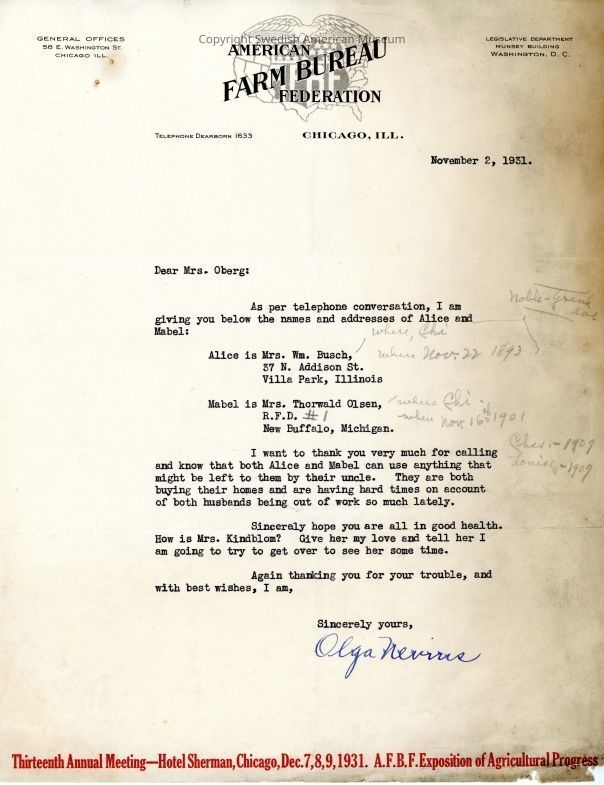 Copyright Swedish American Museum
GENERAL OFFICES
58 E. WASHINGTON ST.
CHICAGO ILL.
AMERICAN
FARM BUREAU
FEDERATION
LEGISLATIVE DEPARTMENT
MUNSEY BUILDING
WASHINGTON, D. C.
TELEPHONE DEARBORN 1633
CHICAGO, ILL.
November 2, 1931.
Dear Mrs. Oberg:
As per telephone conversation, I am
giving you below the names and addresses of Alice and
Mabel:
Noble-Grand
ave
where, Chi
Alice is Mrs. Wm. Busch,
when Nov. 22 1893
37 N. Addison St.
Villa Park, Illinois
Mabel is Mrs. Thorwald Olsen,
where Chi.
R.F.D. #1
when Nov. 16th 1901
New Buffalo, Michigan.
Chas. - 1907
Louise - 1907
I want to thank you very much for calling
and know that both Alice and Mabel can use anything that
might be left to them by their uncle. They are both
buying their homes and are having hard times on account
of both husbands being out of work so much lately.
Sincerely hope you are all in good health.
How is Mrs. Kindblom? Give her my love and tell her I
am going to try to get over to see her some time.
Again thanking you for your trouble, and
with best wishes, I am,
Sincerely yours,
Olga Nevins
Thirteenth Annual Meeting—Hotel Sherman, Chicago, Dec. 7, 8, 9, 1931. A.F.B.F. Exposition of Agricultural Progress